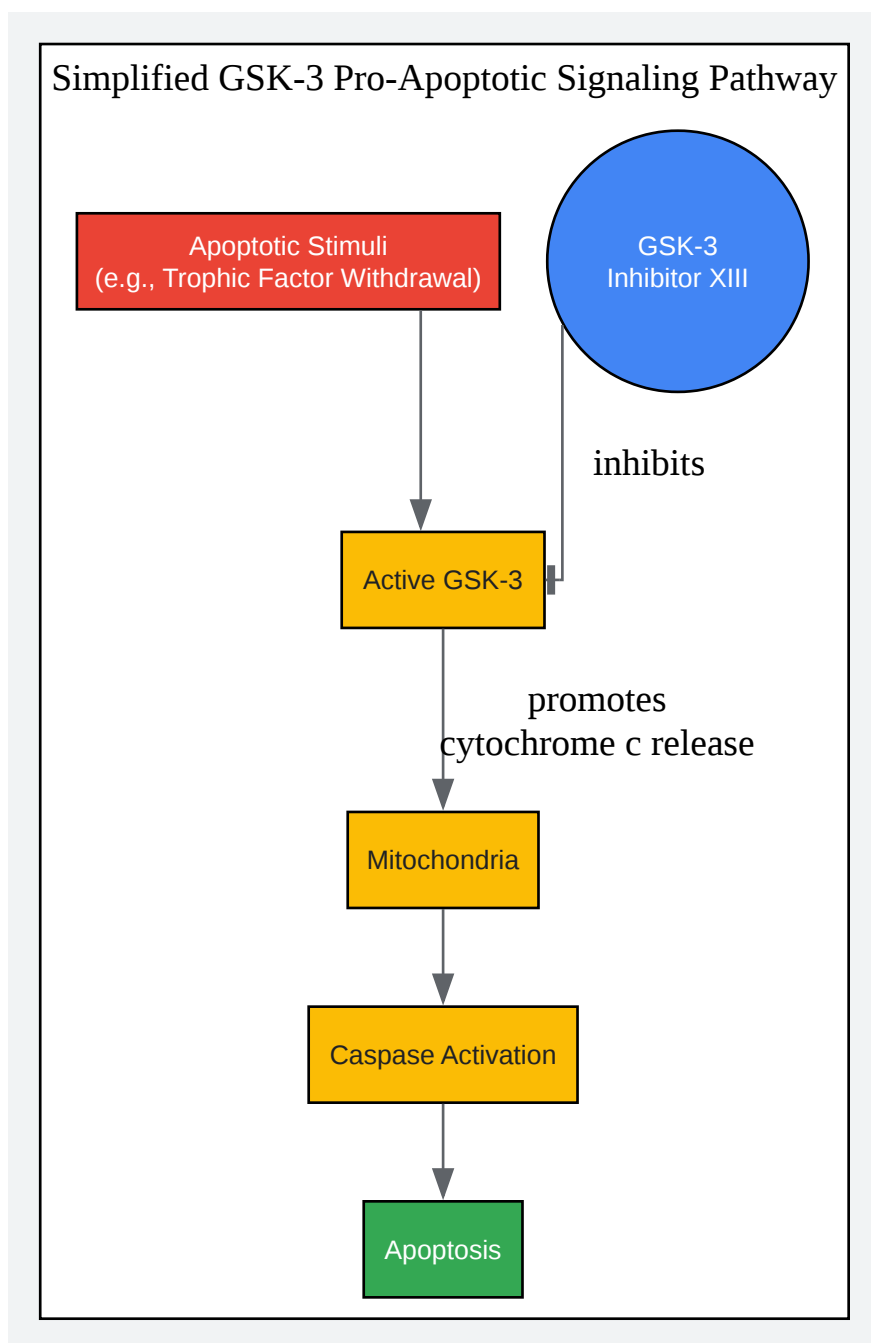 Simplified GSK-3 Pro-Apoptotic Signaling Pathway
Apoptotic Stimuli
(e.g., Trophic Factor Withdrawal)
GSK-3
Inhibitor XIII
inhibits
Active GSK-3
promotes
cytochrome c release
Mitochondria
Caspase Activation
Apoptosis